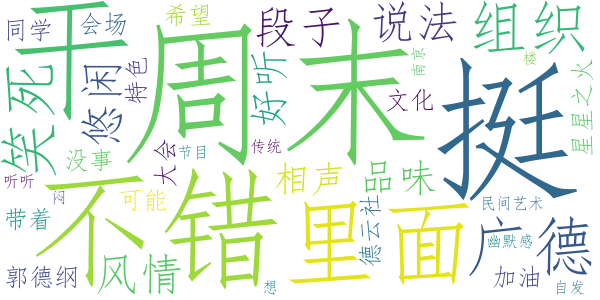 同学
会场
干
希望
段子
说法
组织
笑死
悠闲
特色
周末
好听
文化
南京
楼
挺
星星之火
没事
大会
节目
传统
听听
不错
可能
相声
品味
里面
德云社
广德
民间艺术
幽默感
带着
郭德纲
风情
想
加油
自发